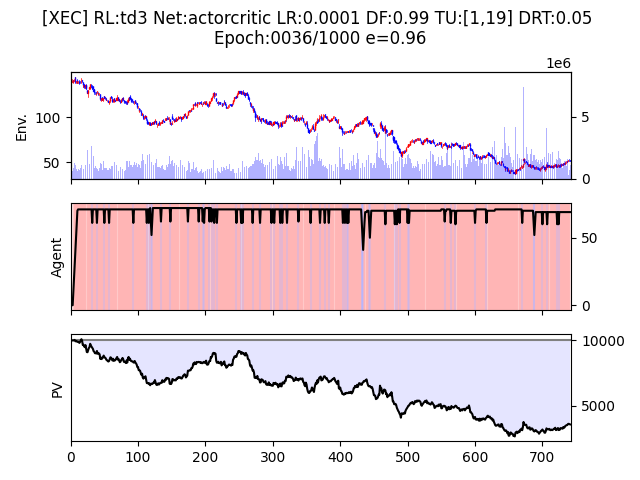 [XEC] RL:td3 Net:actorcritic LR:0.0001 DF:0.99 TU:[1,19] DRT:0.05
Epoch:0036/1000 e=0.96
1e6
Env.
100
50
5
0
Agent
50
0
PV
10000
5000
0 100 200 300 400 500 600 700